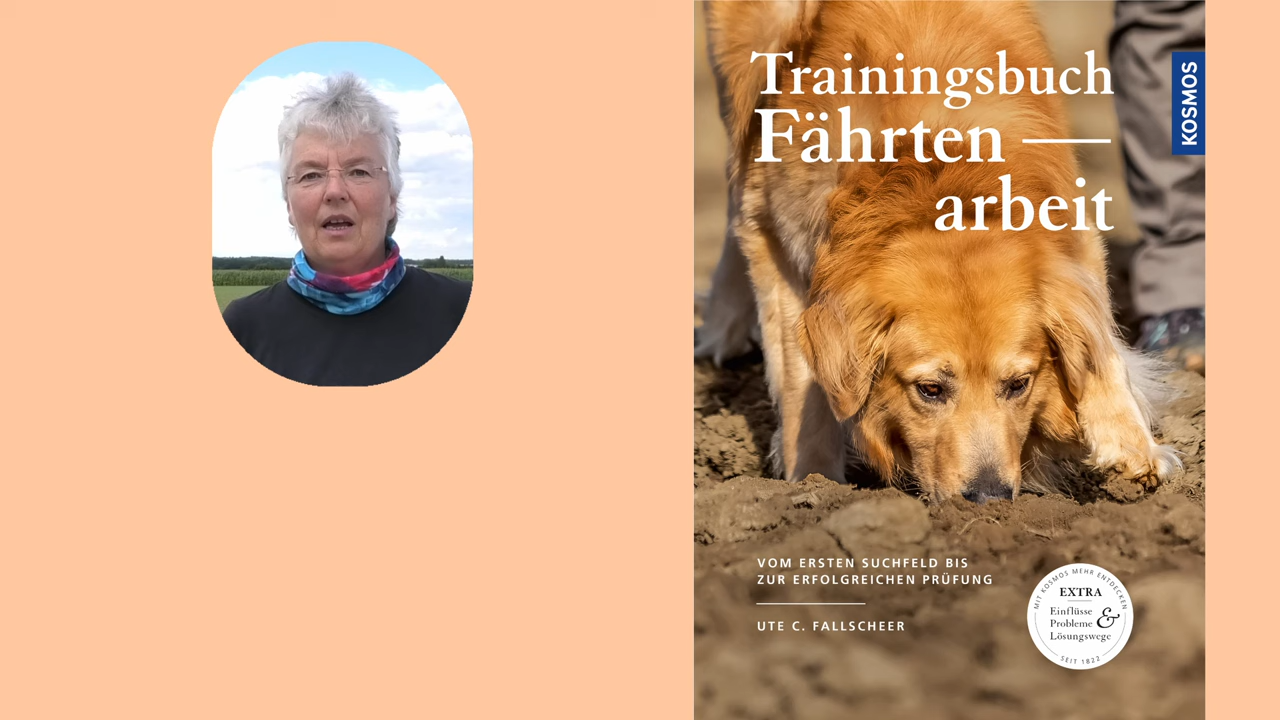 Trainingsbuch
Fährten
arbeit
KOSMOS
VOM ERSTEN SUCHFELD BIS
ZUR ERFOLGREICHEN PRÜFUNG
UTE C. FALLSCHEER
MIT KOSMOS MEHR ENTDECKEN
EXTRA
Einflüsse
Probleme &
Lösungswege
SEIT 1822